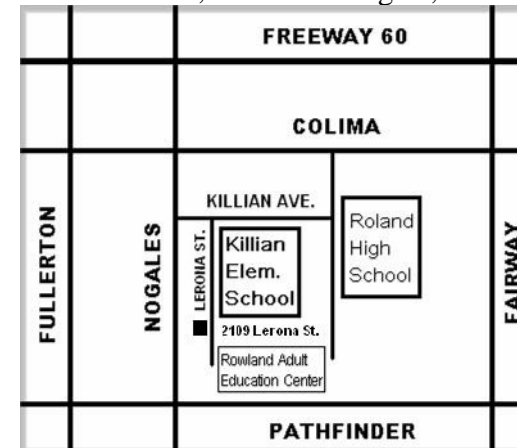 FREEWAY 60
COLIMA
KILLIAN AVE.
FULLERTON
NOGALES
LERONA ST.
Killian
Elem.
School
Roland
High
School
FAIRWAY
2109 Lerona St.
Rowland Adult
Education Center
PATHFINDER